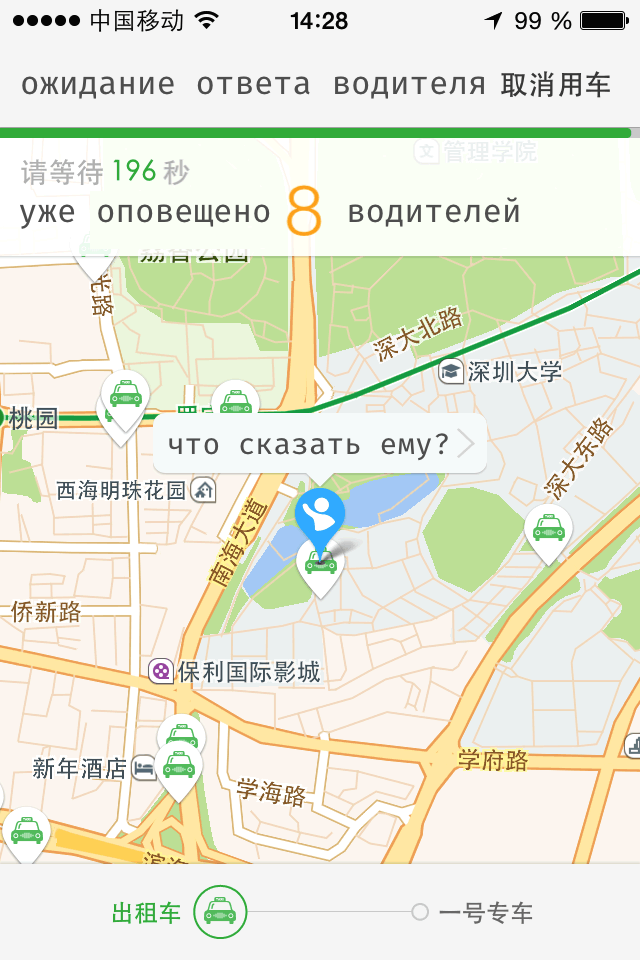 中国移动 14:28 99 %
ожидание ответа водителя 取消用车
管理学院
请等待 196 秒
уже оповещено 8 водителей
荔香公园
深大北路
深圳大学
桃园
что сказать ему?
深大东路
西海明珠花园
南海大道
侨新路
保利国际影城
学府路
新年酒店
学海路
出租车 一号专车